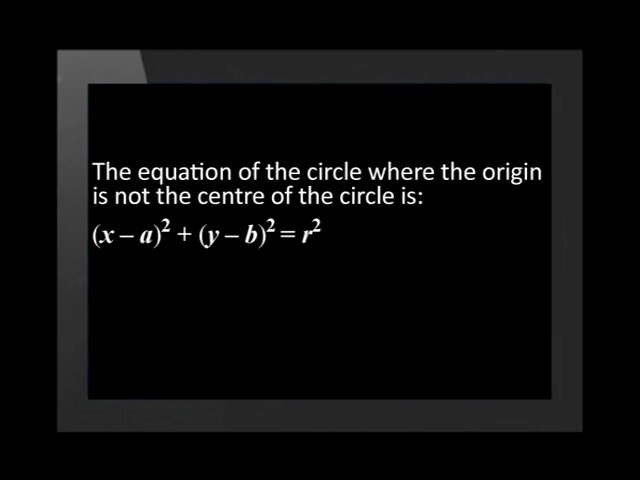 The equation of the circle where the origin
is not the centre of the circle is:
(x – a)² + (y – b)² = r²